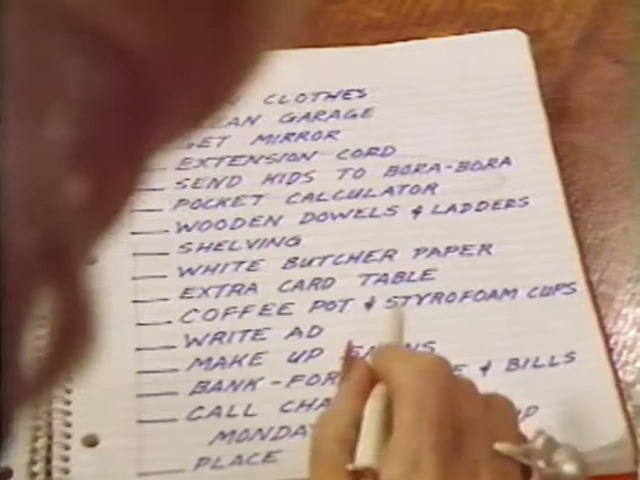 CLOTHES
GARAGE
GET MIRROR
EXTENSION CORD
SEND KIDS TO BORA-BORA
POCKET CALCULATOR
WOODEN DOWELS & LADDERS
SHELVING
WHITE BUTCHER PAPER
EXTRA CARD TABLE
COFFEE POT & STYROFOAM CUPS
WRITE AD
MAKE UP
BANK-FOR & BILLS
CALL
MONDAY
PLACE